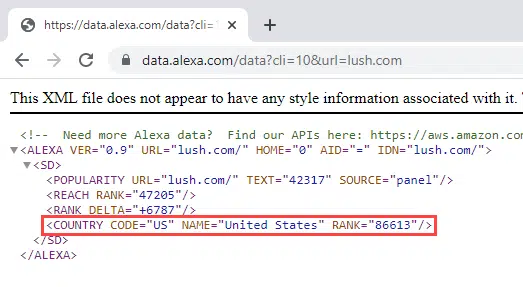 https://data.alexa.com/data?cli=
data.alexa.com/data?cli=10&url=lush.com
This XML file does not appear to have any style information associated with it.
<!-- Need more Alexa data? Find our APIs here: https://aws.amazon.com
<ALEXA VER="0.9" URL="lush.com/" HOME="0" AID="=" IDN="lush.com/">
<SD>
<POPULARITY URL="lush.com/" TEXT="42317" SOURCE="panel"/>
<REACH RANK="47205"/>
<RANK DELTA="+6787"/>
<COUNTRY CODE="US" NAME="United States" RANK="86613"/>
</SD>
</ALEXA>